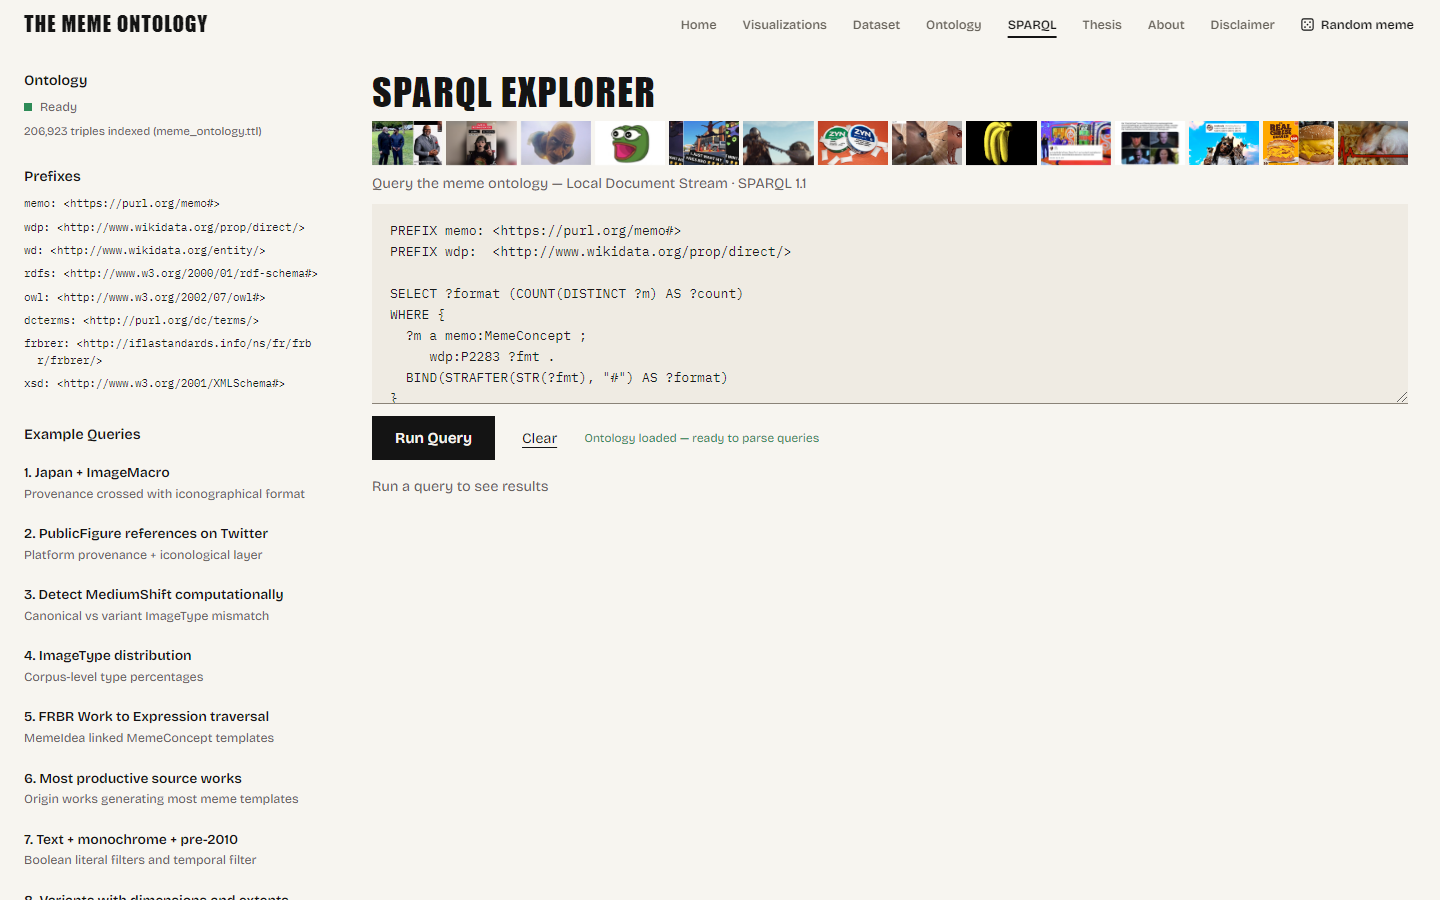 THE MEME ONTOLOGY
Home
Visualizations
Dataset
Ontology
SPARQL
Thesis
About
Disclaimer
Random meme
Ontology
Ready
206,923 triples indexed (meme_ontology.ttl)
Prefixes
memo: <https://purl.org/memo#>
wdp: <http://www.wikidata.org/prop/direct/>
wd: <http://www.wikidata.org/entity/>
rdfs: <http://www.w3.org/2000/01/rdf-schema#>
owl: <http://www.w3.org/2002/07/owl#>
dcterms: <http://purl.org/dc/terms/>
frbrer: <http://iflastandards.info/ns/fr/frb
r/frbrer/>
xsd: <http://www.w3.org/2001/XMLSchema#>
Example Queries
1. Japan + ImageMacro
Provenance crossed with iconographical format
2. PublicFigure references on Twitter
Platform provenance + iconological layer
3. Detect MediumShift computationally
Canonical vs variant ImageType mismatch
4. ImageType distribution
Corpus-level type percentages
5. FRBR Work to Expression traversal
MemeIdea linked MemeConcept templates
6. Most productive source works
Origin works generating most meme templates
7. Text + monochrome + pre-2010
Boolean literal filters and temporal filter
8. Variants with dimensions and extents
SPARQL EXPLORER
ZYN
ZYN
REAL
Query the meme ontology — Local Document Stream · SPARQL 1.1
PREFIX memo: <https://purl.org/memo#>
PREFIX wdp:  <http://www.wikidata.org/prop/direct/>
SELECT ?format (COUNT(DISTINCT ?m) AS ?count)
WHERE {
?m a memo:MemeConcept ;
wdp:P2283 ?fmt .
BIND(STRAFTER(STR(?fmt), "#") AS ?format)
}
Run Query
Clear
Ontology loaded — ready to parse queries
Run a query to see results